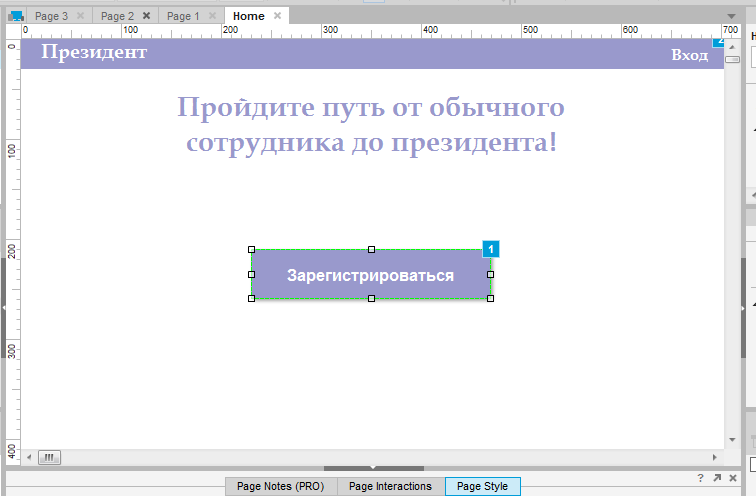 Page 3 Page 2 Page 1 Home
0 100 200 300 400 500 600 700
0
Президент
Вход
Пройдите путь от обычного
сотрудника до президента!
100
200
1
Зарегистрироваться
300
400
?
Page Notes (PRO) Page Interactions Page Style